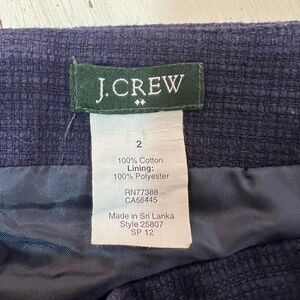 J.CREW
2
100% Cotton
Lining:
100% Polyester
RN77388
CA56445
Made in Sri Lanka
Style 25807
SP 12